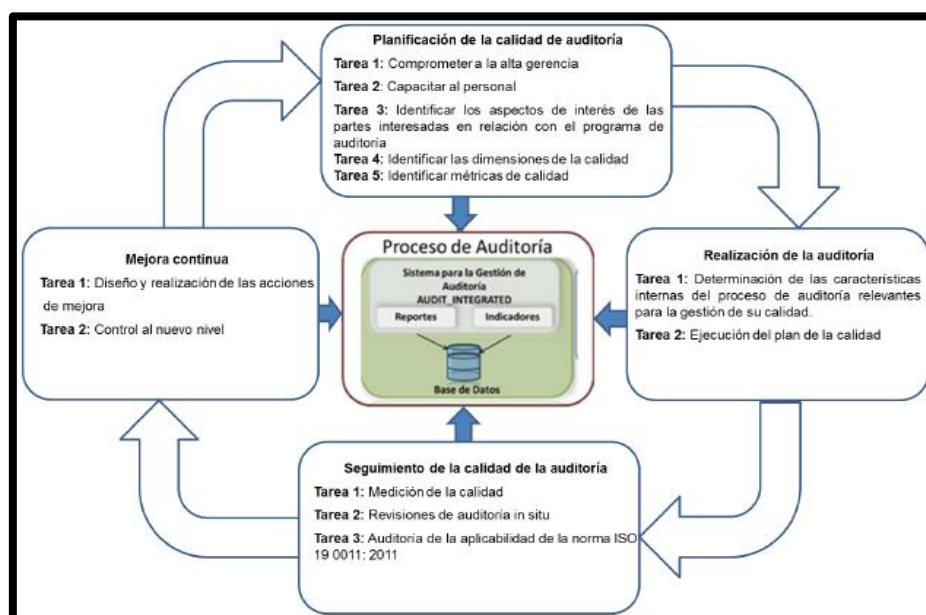 Planificación de la calidad de auditoría
Tarea 1: Comprometer a la alta gerencia
Tarea 2: Capacitar al personal
Tarea 3: Identificar los aspectos de interés de las
partes interesadas en relación con el programa de
auditoría
Tarea 4: Identificar las dimensiones de la calidad
Tarea 5: Identificar métricas de calidad
Mejora continua
Tarea 1: Diseño y realización de las acciones
de mejora
Tarea 2: Control al nuevo nivel
Proceso de Auditoría
Sistema para la Gestión de
Auditoría
AUDIT_INTEGRATED
Reportes
Indicadores
Base de Datos
Realización de la auditoría
Tarea 1: Determinación de las características
internas del proceso de auditoría relevantes
para la gestión de su calidad.
Tarea 2: Ejecución del plan de la calidad
Seguimiento de la calidad de la auditoría
Tarea 1: Medición de la calidad
Tarea 2: Revisiones de auditoría in situ
Tarea 3: Auditoría de la aplicabilidad de la norma ISO
19 0011: 2011